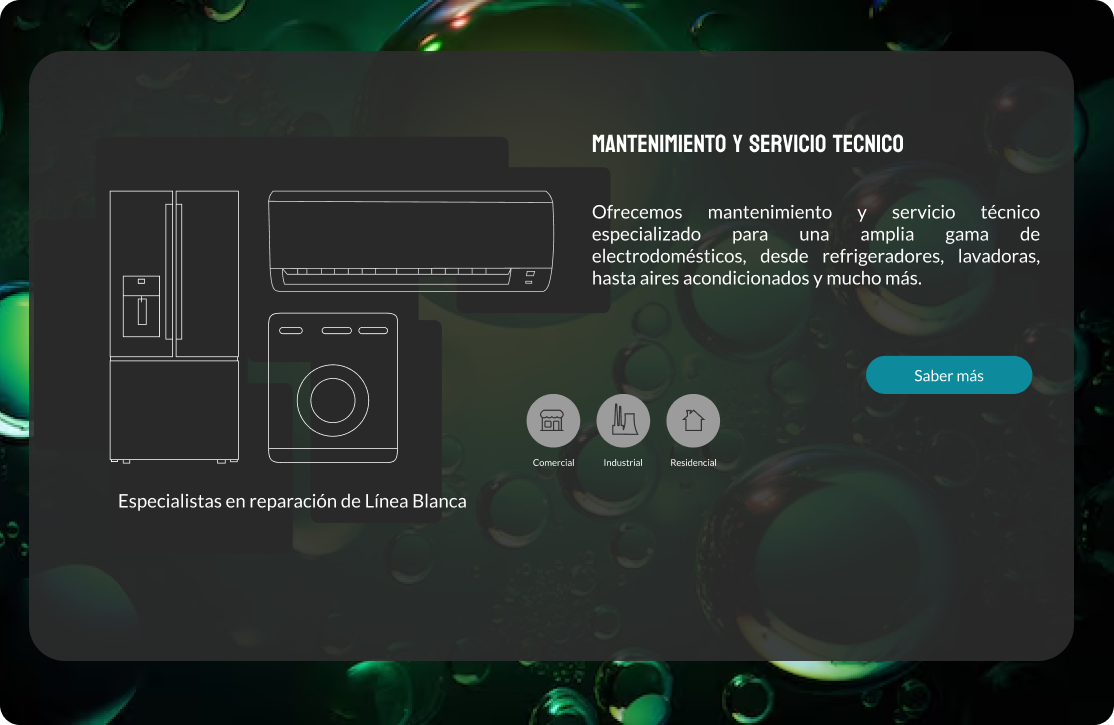 MANTENIMIENTO Y SERVICIO TECNICO
Ofrecemos mantenimiento y servicio técnico
especializado para una amplia gama de
electrodomésticos, desde refrigeradores, lavadoras,
hasta aires acondicionados y mucho más.
Saber más
Comercial
Industrial
Residencial
Especialistas en reparación de Línea Blanca